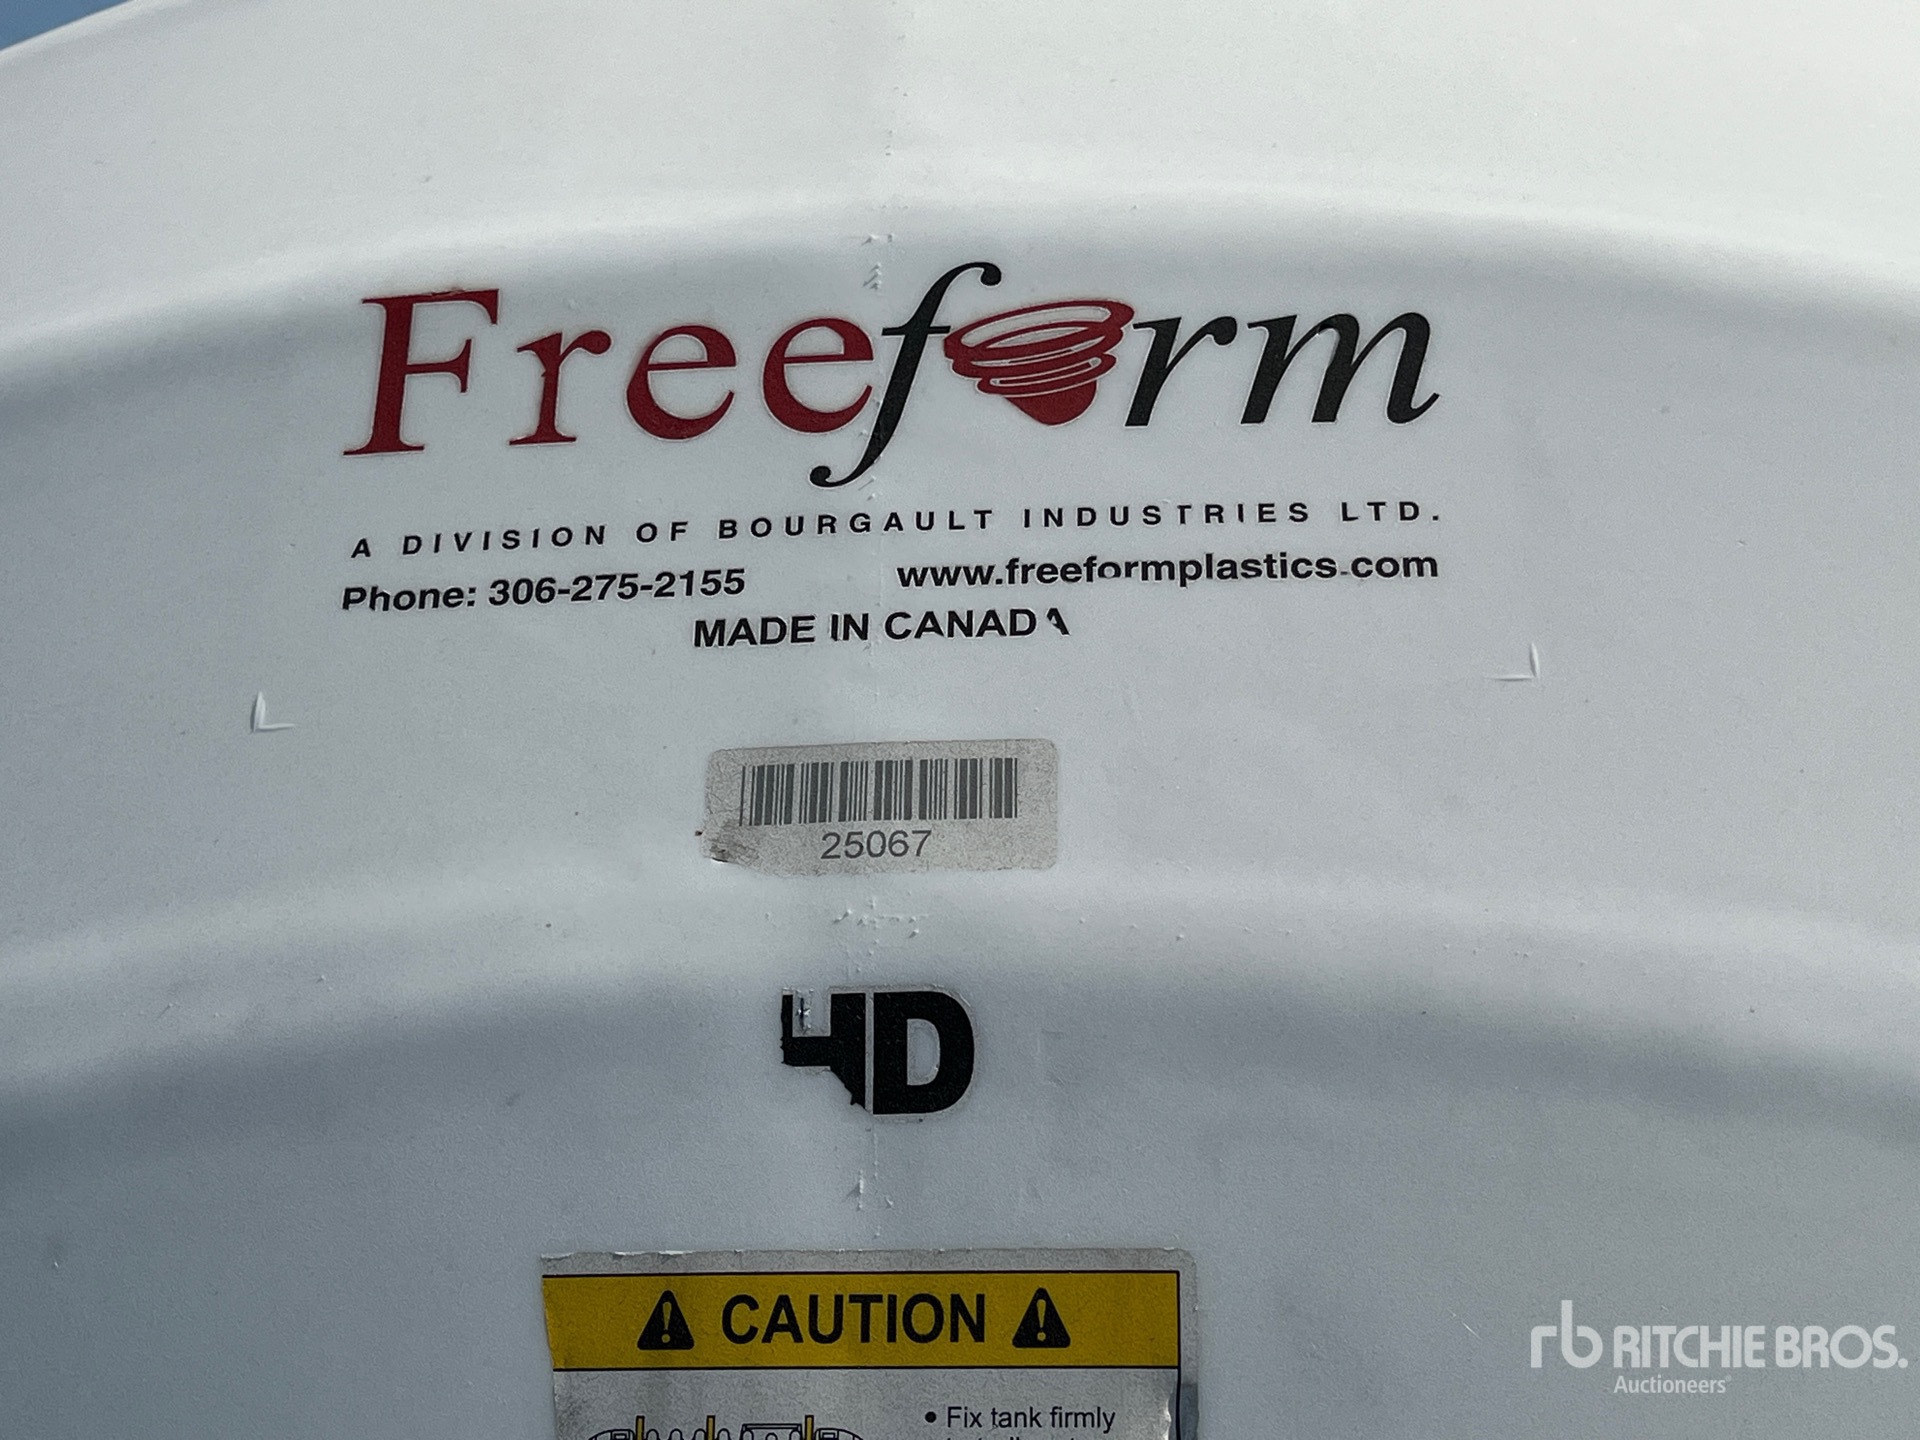 Freeform
A DIVISION OF BOURGAULT INDUSTRIES LTD.
Phone: 306-275-2155 www.freeformplastics.com
MADE IN CANADA
25067
HD
CAUTION
• Fix tank firmly
rb RITCHIE BROS.
Auctioneers